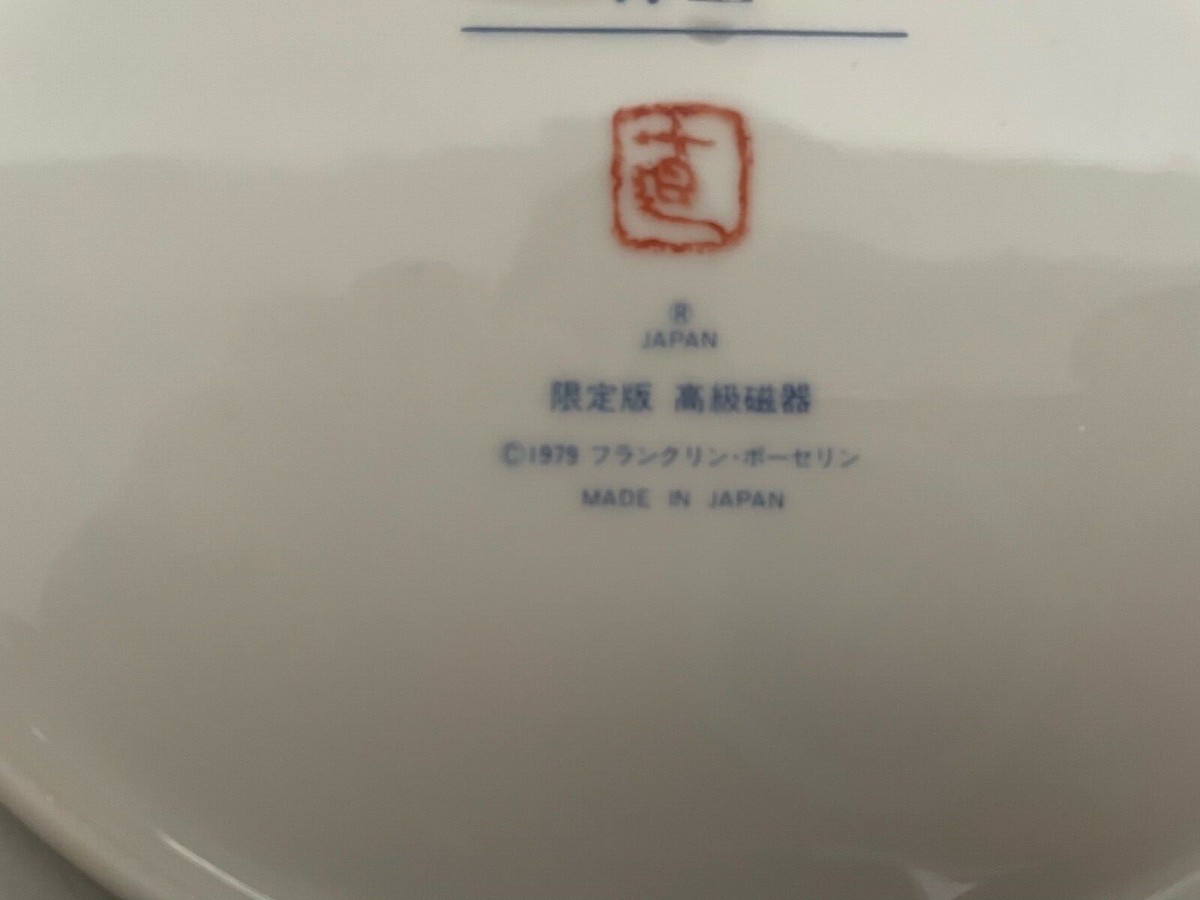 ®
JAPAN
限定版 高級磁器
©1979 フランクリン・ポーセリン
MADE IN JAPAN